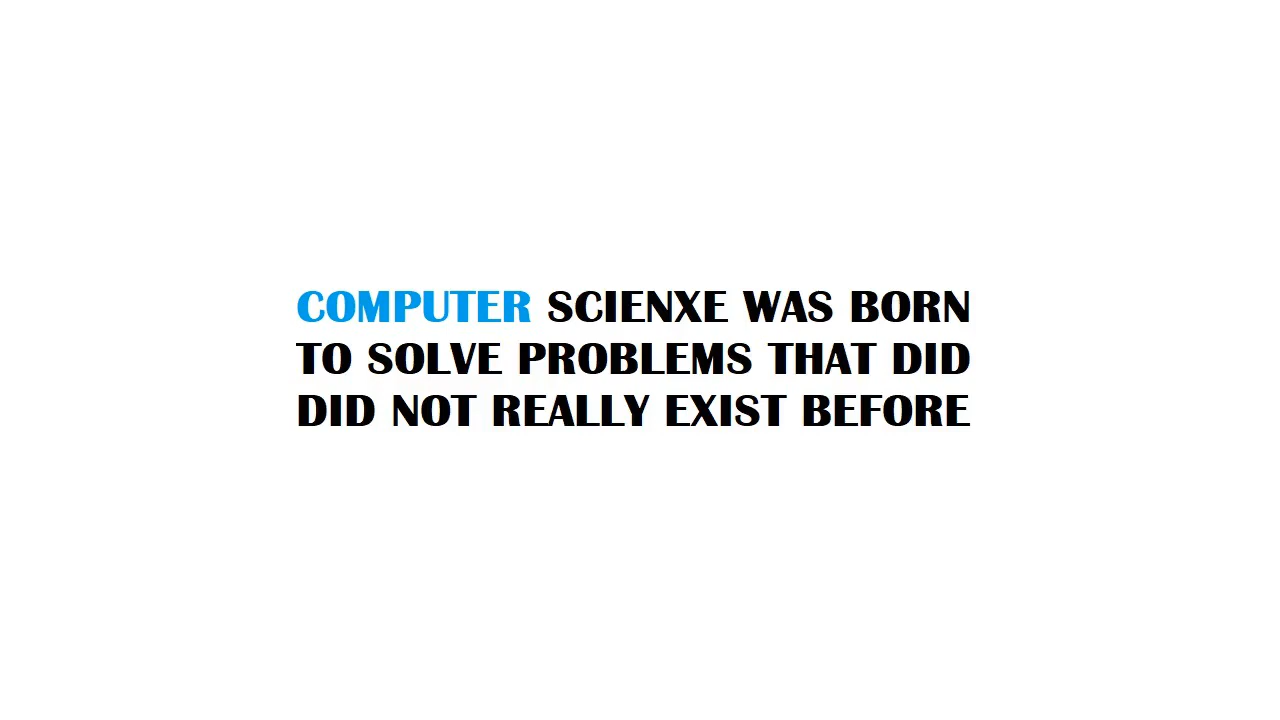 COMPUTER SCIENXE WAS BORN
TO SOLVE PROBLEMS THAT DID
DID NOT REALLY EXIST BEFORE